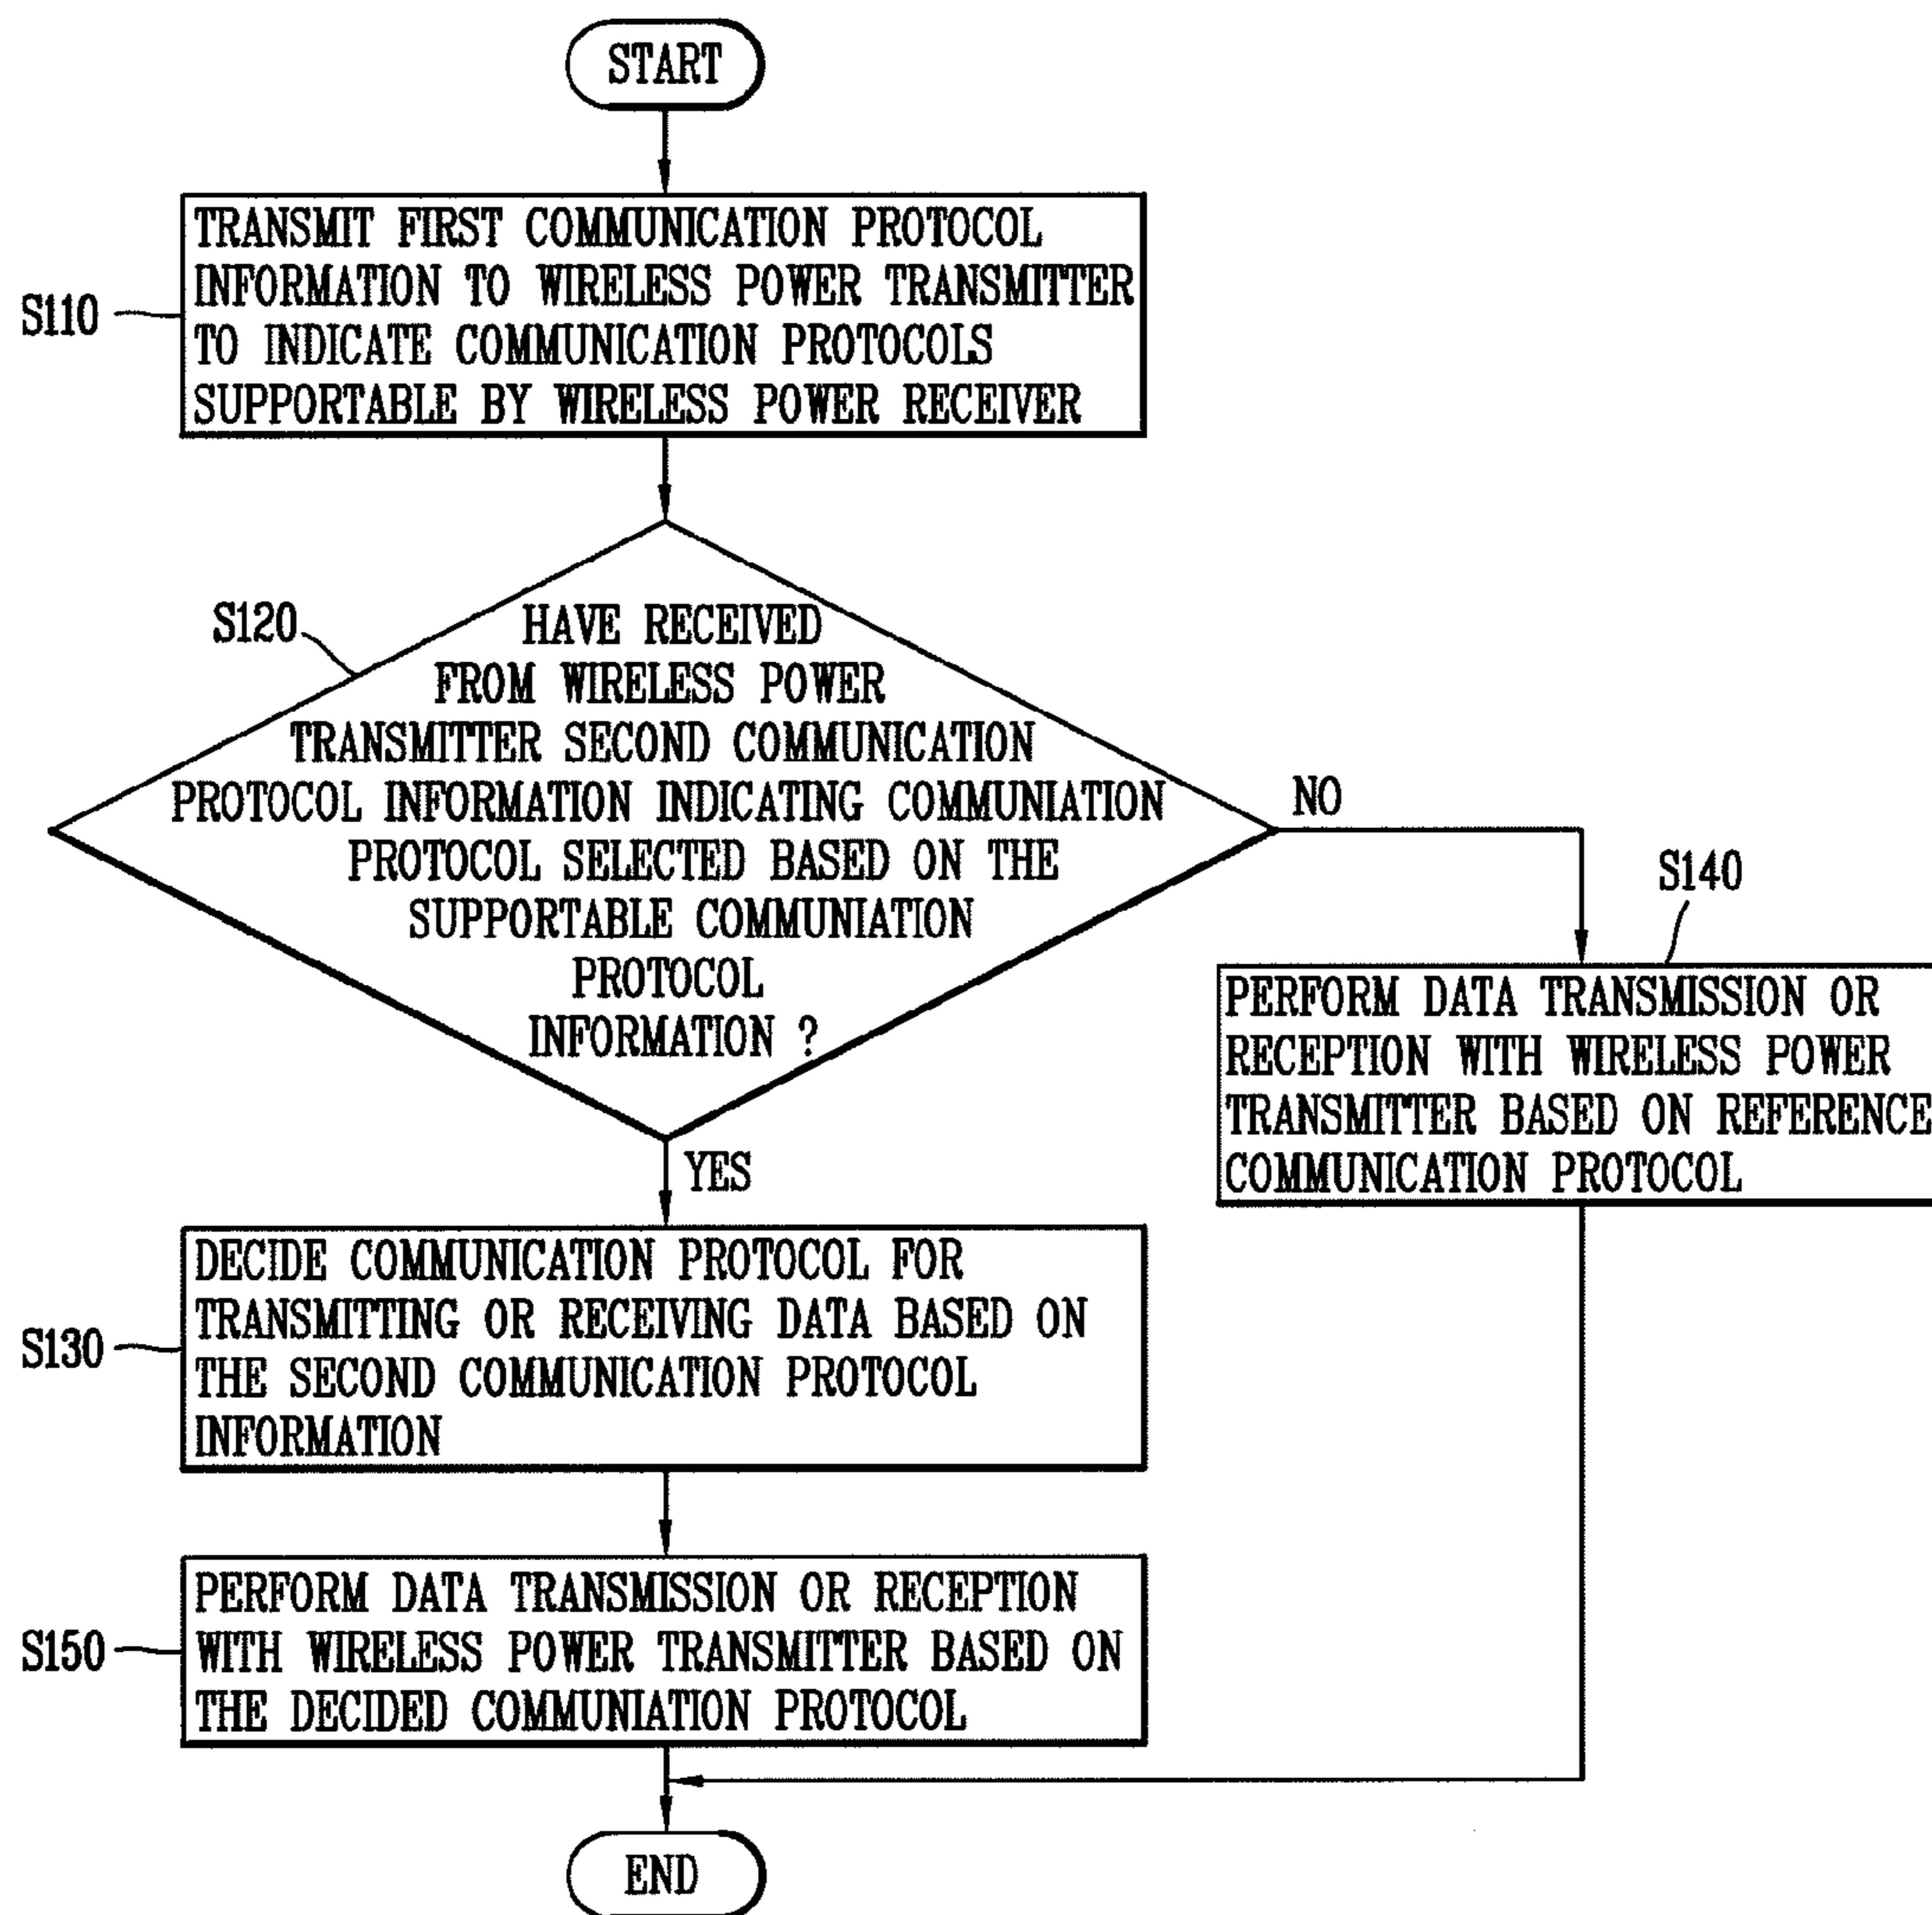 START
TRANSMIT FIRST COMMUNICATION PROTOCOL
INFORMATION TO WIRELESS POWER TRANSMITTER
TO INDICATE COMMUNICATION PROTOCOLS
SUPPORTABLE BY WIRELESS POWER RECEIVER
S110
S120
HAVE RECEIVED
FROM WIRELESS POWER
TRANSMITTER SECOND COMMUNICATION
PROTOCOL INFORMATION INDICATING COMMUNIATION
PROTOCOL SELECTED BASED ON THE
SUPPORTABLE COMMUNIATION
PROTOCOL
INFORMATION ?
NO
S140
PERFORM DATA TRANSMISSION OR
RECEPTION WITH WIRELESS POWER
TRANSMITTER BASED ON REFERENCE
COMMUNICATION PROTOCOL
YES
DECIDE COMMUNICATION PROTOCOL FOR
TRANSMITTING OR RECEIVING DATA BASED ON
THE SECOND COMMUNICATION PROTOCOL
INFORMATION
S130
PERFORM DATA TRANSMISSION OR RECEPTION
WITH WIRELESS POWER TRANSMITTER BASED ON
THE DECIDED COMMUNIATION PROTOCOL
S150
END